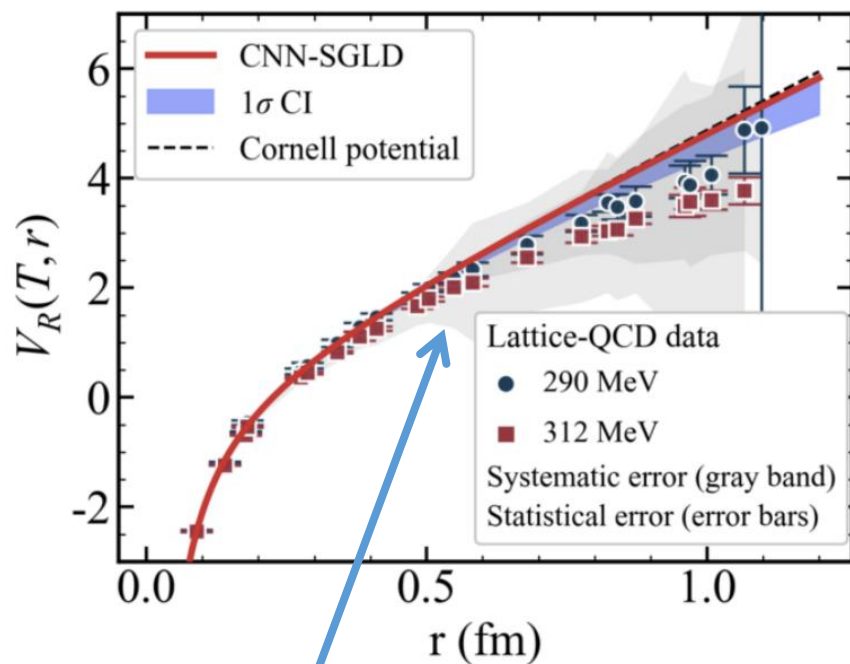 6
4
2
0
-2
V_R(T, r)
CNN-SGLD
1σ CI
Cornell potential
Lattice-QCD data
290 MeV
312 MeV
Systematic error (gray band)
Statistical error (error bars)
0.0 0.5 1.0
r (fm)